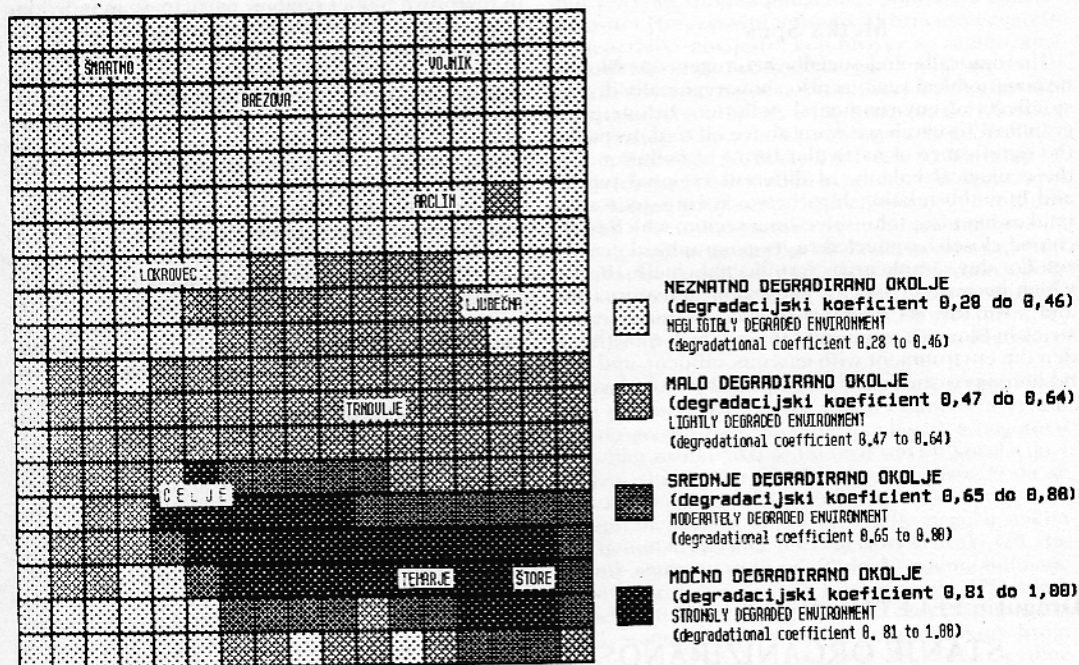 ŠMARTNO
VOJNIK
BREZOVA
ARCLIN
LOKROVEC
LJUBEČNA
TRNOVLJE
CELJE
TEHARJE
ŠTORE
NEZNATNO DEGRADIRANO OKOLJE
(degradacijski koeficient 0,28 do 0,46)
NEGLIGIBLY DEGRADED ENVIRONMENT
(degradational coefficient 0.28 to 0.46)
MALO DEGRADIRANO OKOLJE
(degradacijski koeficient 0,47 do 0,64)
LIGHTLY DEGRADED ENVIRONMENT
(degradational coefficient 0.47 to 0.64)
SREDNJE DEGRADIRANO OKOLJE
(degradacijski koeficient 0,65 do 0,80)
MODERATELY DEGRADED ENVIRONMENT
(degradational coefficient 0.65 to 0.80)
MOČNO DEGRADIRANO OKOLJE
(degradacijski koeficient 0,81 do 1,00)
STRONGLY DEGRADED ENVIRONMENT
(degradational coefficient 0. 81 to 1.00)